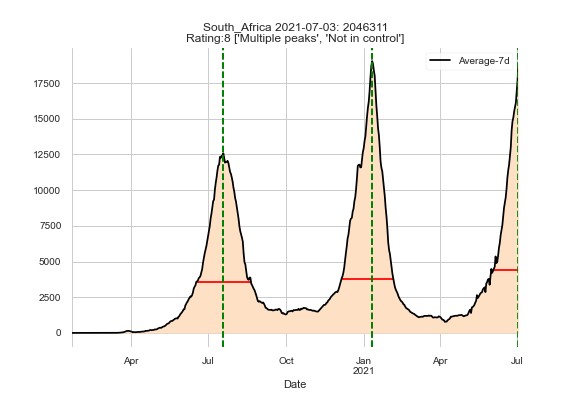 South_Africa 2021-07-03: 2046311
Rating:8 ['Multiple peaks', 'Not in control']
Average-7d
17500
15000
12500
10000
7500
5000
2500
0
Apr Jul Oct Jan Apr Jul
2021
Date